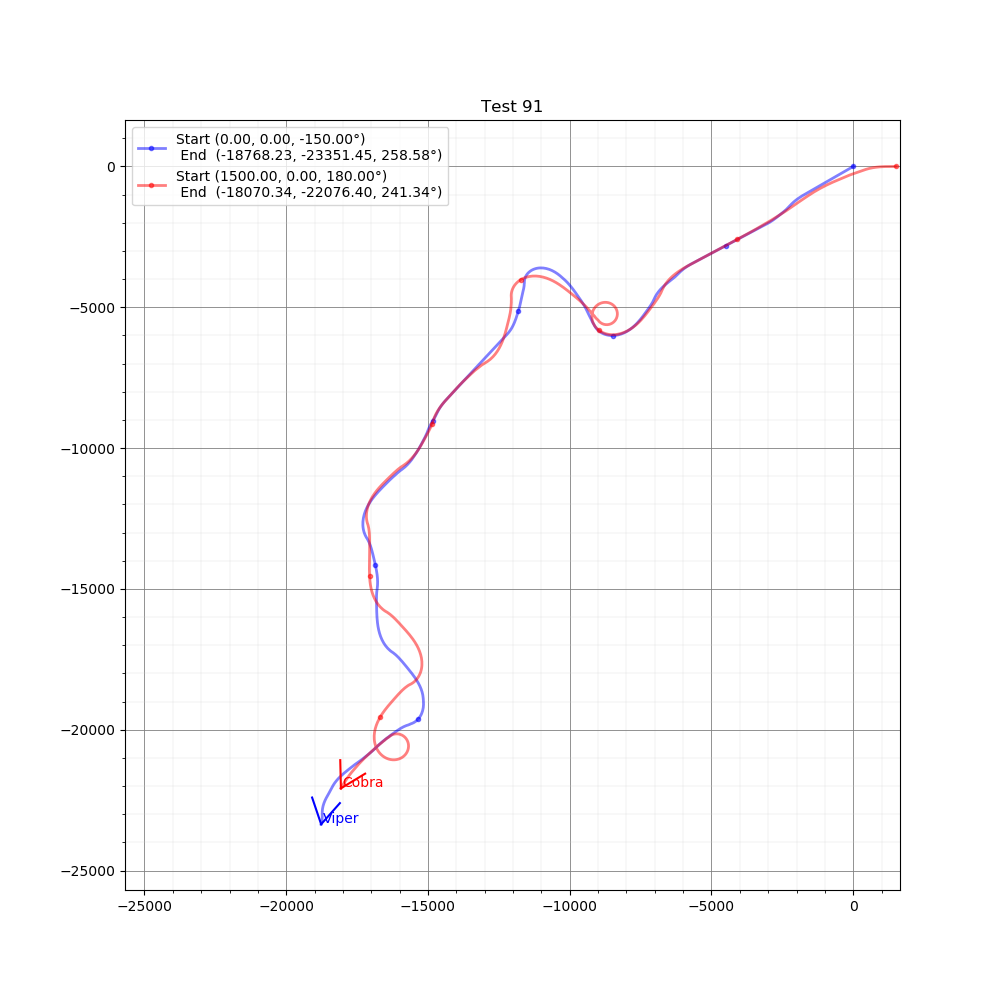 Test 91
Start (0.00, 0.00, -150.00°)
End (-18768.23, -23351.45, 258.58°)
Start (1500.00, 0.00, 180.00°)
End (-18070.34, -22076.40, 241.34°)
0
−5000
−10000
−15000
−20000
−25000
Cobra
Viper
−25000 −20000 −15000 −10000 −5000 0